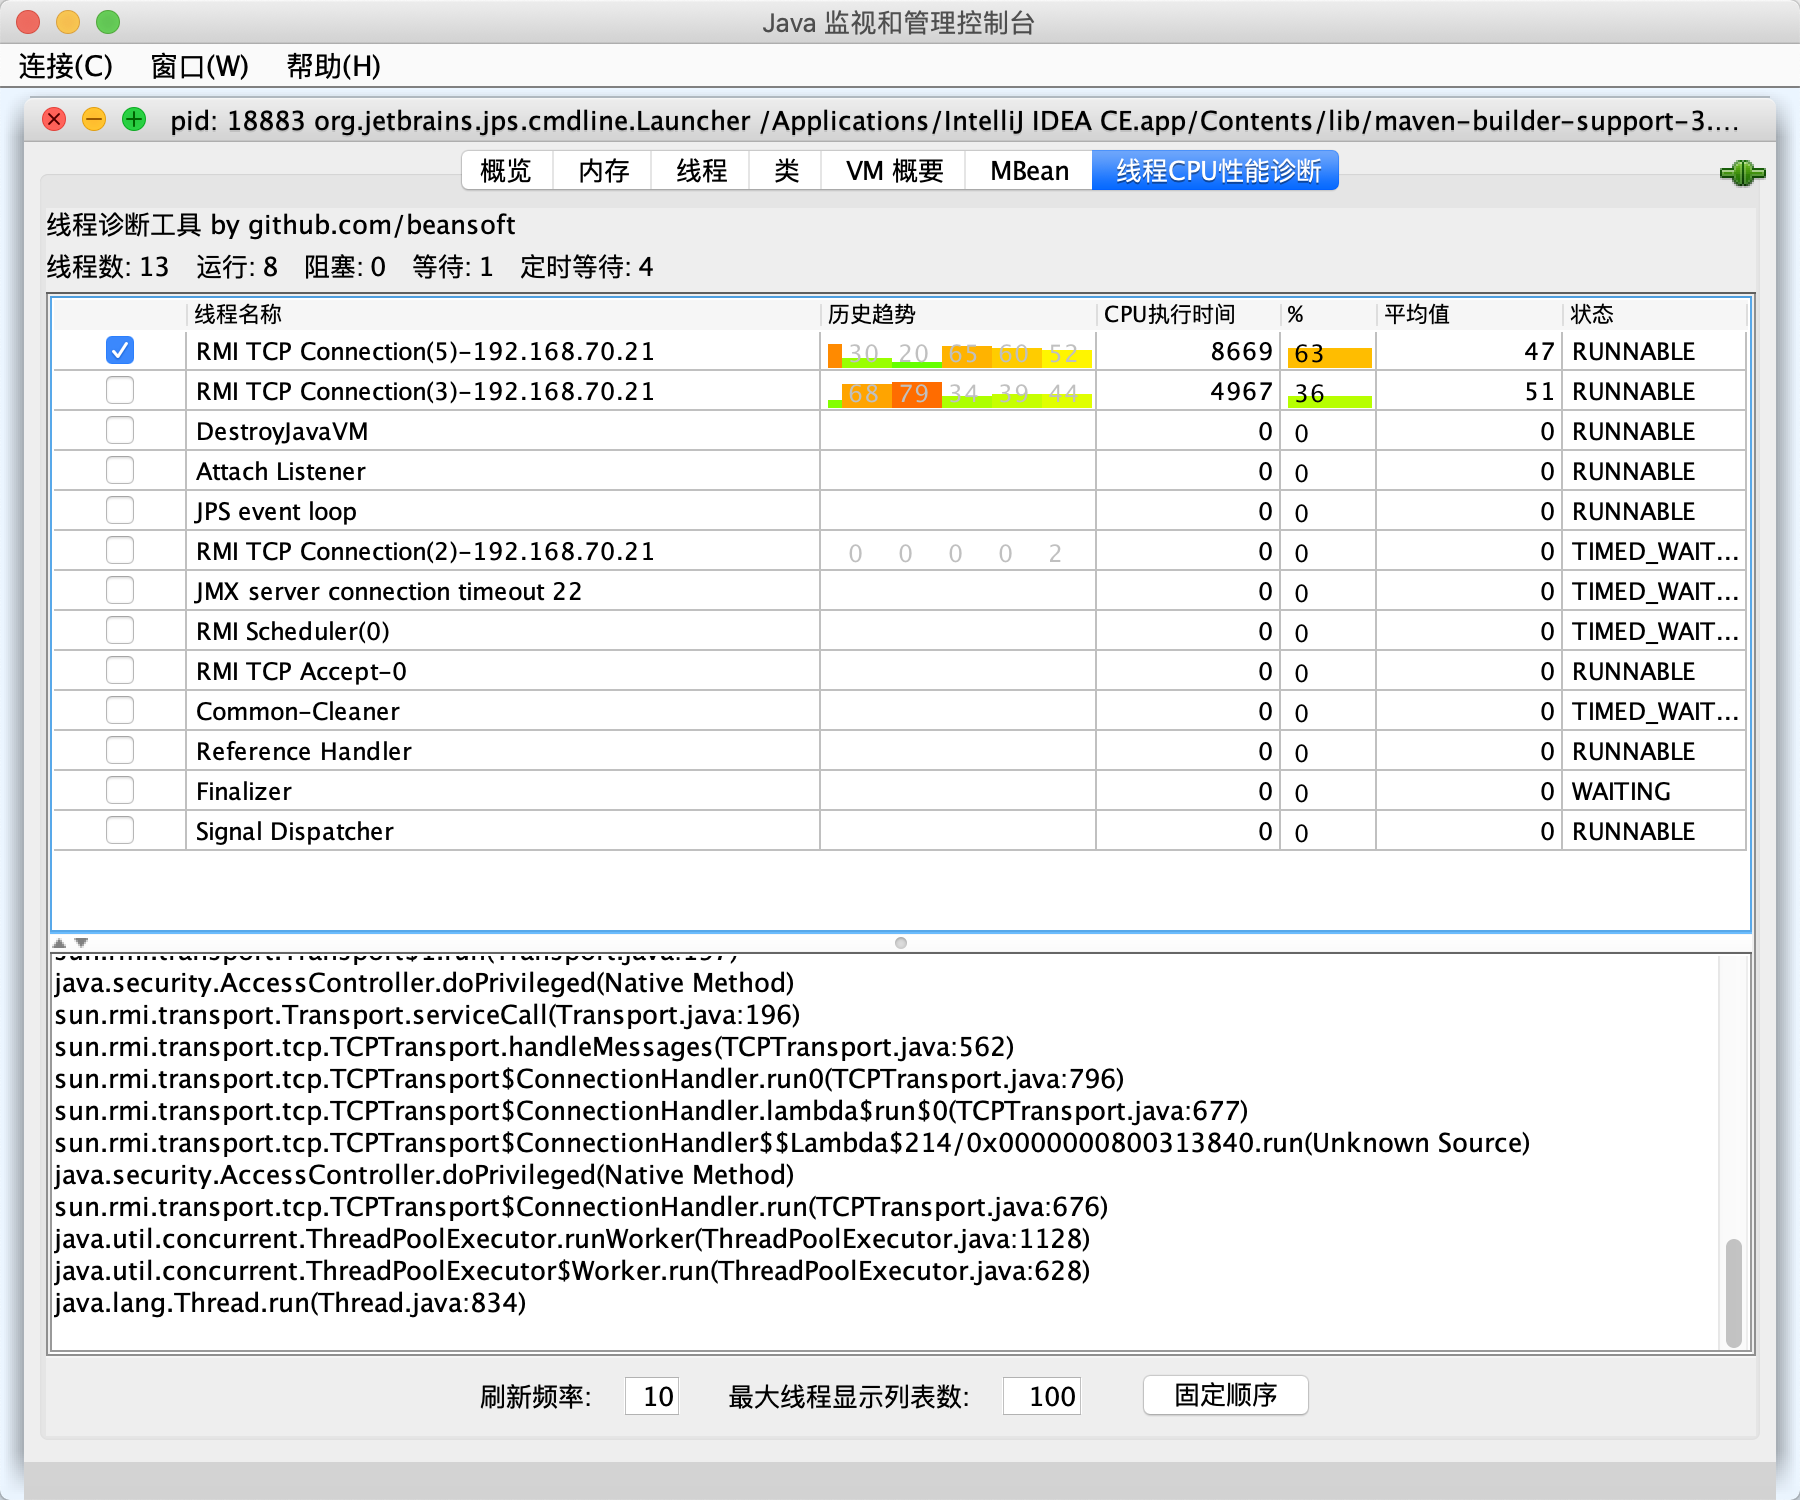 Java 监视和管理控制台
连接(C) 窗口(W) 帮助(H)
pid: 18883 org.jetbrains.jps.cmdline.Launcher /Applications/IntelliJ IDEA CE.app/Contents/lib/maven-builder-support-3....
概览 内存 线程 类 VM 概要 MBean 线程CPU性能诊断
线程诊断工具 by github.com/beansoft
线程数: 13 运行: 8 阻塞: 0 等待: 1 定时等待: 4
线程名称 历史趋势 CPU执行时间 % 平均值 状态
RMI TCP Connection(5)-192.168.70.21 30 20 65 60 52 8669 63 47 RUNNABLE
RMI TCP Connection(3)-192.168.70.21 68 79 34 39 44 4967 36 51 RUNNABLE
DestroyJavaVM 0 0 0 RUNNABLE
Attach Listener 0 0 0 RUNNABLE
JPS event loop 0 0 0 RUNNABLE
RMI TCP Connection(2)-192.168.70.21 0 0 0 0 2 0 0 0 TIMED_WAIT...
JMX server connection timeout 22 0 0 0 TIMED_WAIT...
RMI Scheduler(0) 0 0 0 TIMED_WAIT...
RMI TCP Accept-0 0 0 0 RUNNABLE
Common-Cleaner 0 0 0 TIMED_WAIT...
Reference Handler 0 0 0 RUNNABLE
Finalizer 0 0 0 WAITING
Signal Dispatcher 0 0 0 RUNNABLE
sun.rmi.transport.Transport$1.run(Transport.java:197)
java.security.AccessController.doPrivileged(Native Method)
sun.rmi.transport.Transport.serviceCall(Transport.java:196)
sun.rmi.transport.tcp.TCPTransport.handleMessages(TCPTransport.java:562)
sun.rmi.transport.tcp.TCPTransport$ConnectionHandler.run0(TCPTransport.java:796)
sun.rmi.transport.tcp.TCPTransport$ConnectionHandler.lambda$run$0(TCPTransport.java:677)
sun.rmi.transport.tcp.TCPTransport$ConnectionHandler$$Lambda$214/0x0000000800313840.run(Unknown Source)
java.security.AccessController.doPrivileged(Native Method)
sun.rmi.transport.tcp.TCPTransport$ConnectionHandler.run(TCPTransport.java:676)
java.util.concurrent.ThreadPoolExecutor.runWorker(ThreadPoolExecutor.java:1128)
java.util.concurrent.ThreadPoolExecutor$Worker.run(ThreadPoolExecutor.java:628)
java.lang.Thread.run(Thread.java:834)
刷新频率: 10 最大线程显示列表数: 100 固定顺序